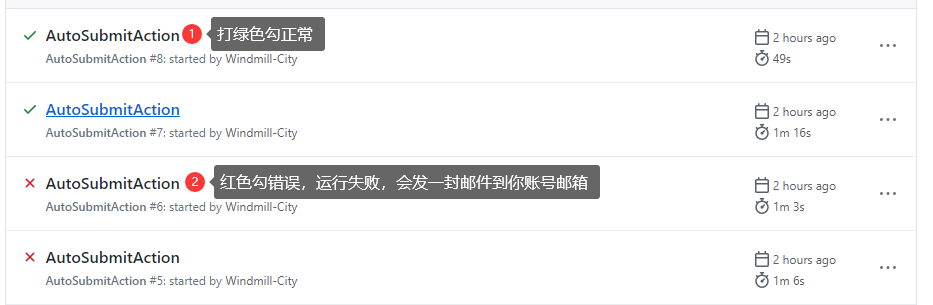 AutoSubmitAction 1 打绿色勾正常
2 hours ago
AutoSubmitAction #8: started by Windmill-City
49s
AutoSubmitAction
2 hours ago
AutoSubmitAction #7: started by Windmill-City
1m 16s
AutoSubmitAction 2 红色勾错误，运行失败，会发一封邮件到你账号邮箱
2 hours ago
AutoSubmitAction #6: started by Windmill-City
1m 3s
AutoSubmitAction
2 hours ago
AutoSubmitAction #5: started by Windmill-City
1m 6s